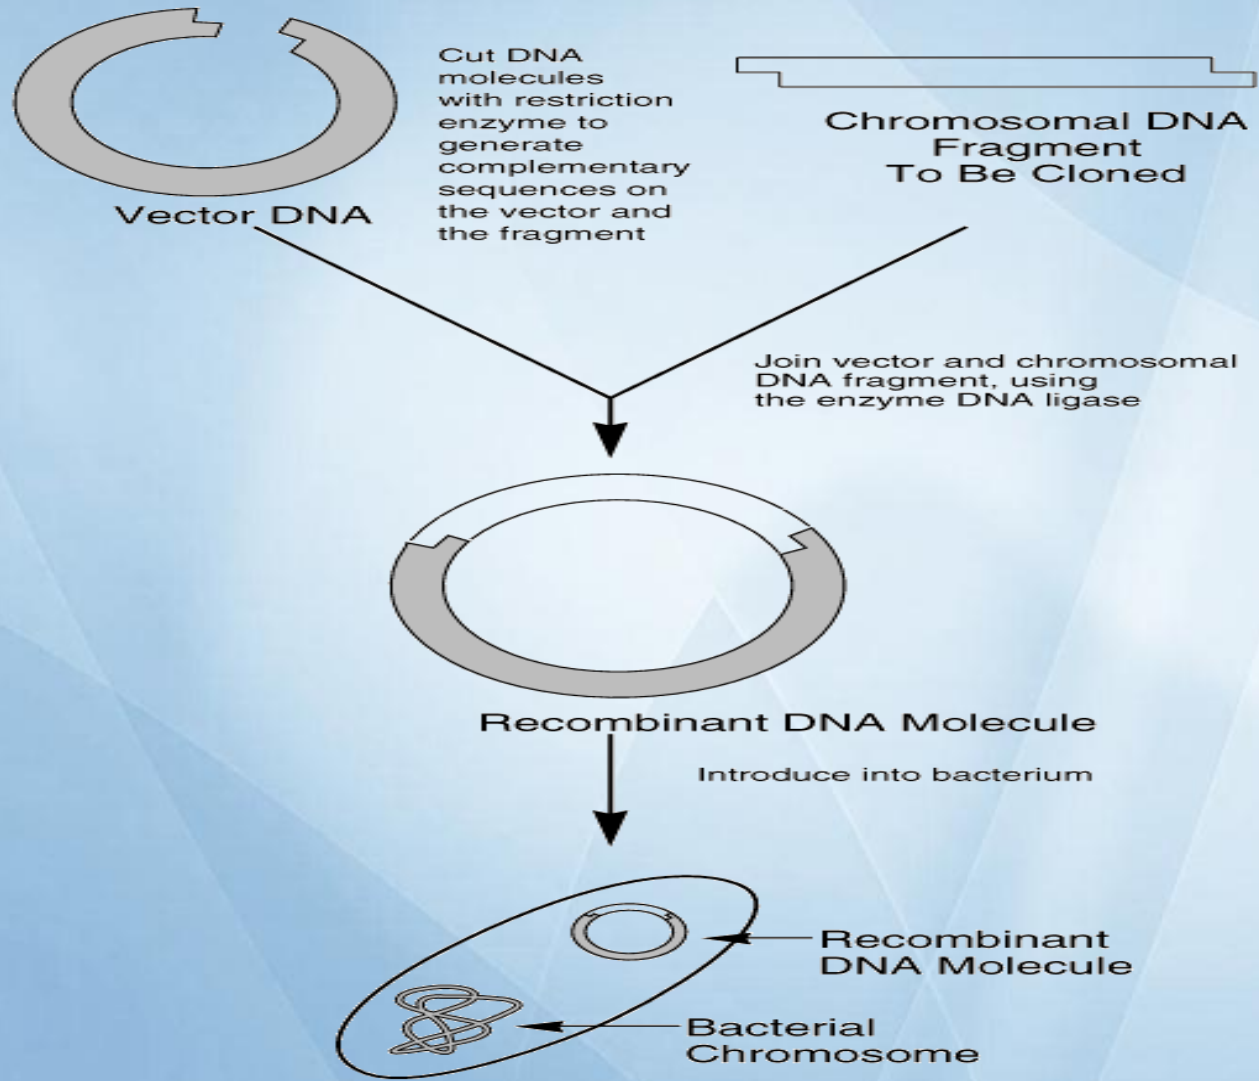 Cut DNA
molecules
with restriction
enzyme to
generate
complementary
sequences on
the vector and
the fragment
Vector DNA
Chromosomal DNA
Fragment
To Be Cloned
Join vector and chromosomal
DNA fragment, using
the enzyme DNA ligase
Recombinant DNA Molecule
Introduce into bacterium
Recombinant
DNA Molecule
Bacterial
Chromosome